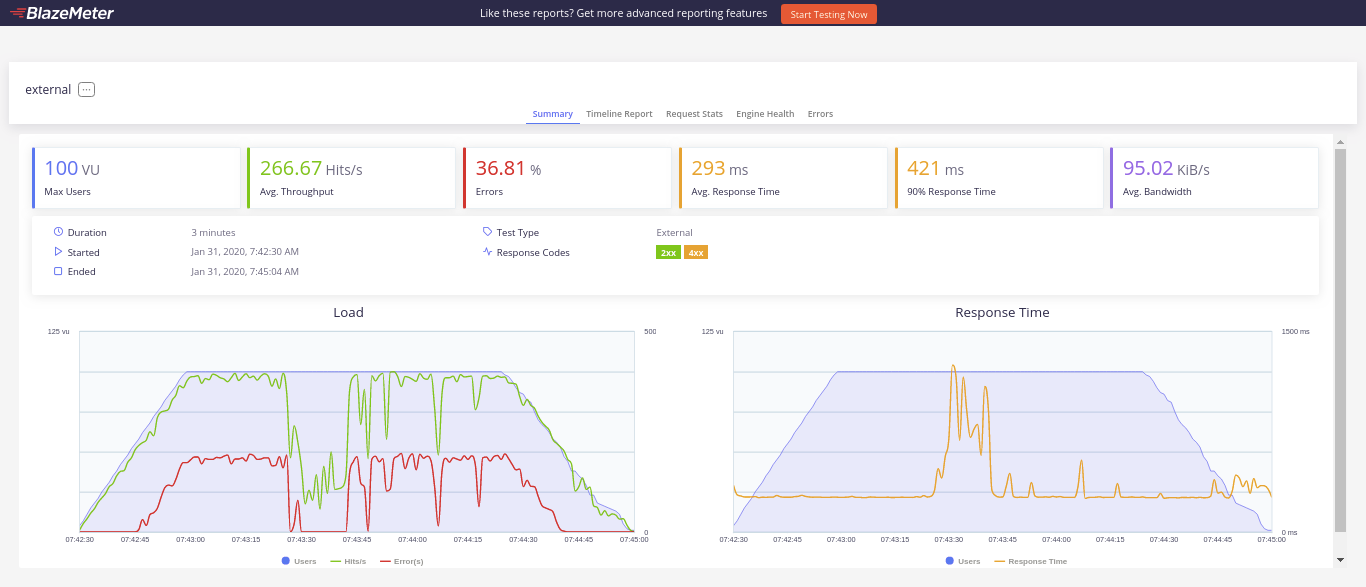 BlazeMeter
Like these reports? Get more advanced reporting features
Start Testing Now
external
Summary Timeline Report Request Stats Engine Health Errors
100 VU
Max Users
266.67 Hits/s
Avg. Throughput
36.81 %
Errors
293 ms
Avg. Response Time
421 ms
90% Response Time
95.02 KiB/s
Avg. Bandwidth
Duration 3 minutes
Started Jan 31, 2020, 7:42:30 AM
Ended Jan 31, 2020, 7:45:04 AM
Test Type External
Response Codes 2xx 4xx
Load
125 vu 500
0
07:42:30 07:42:45 07:43:00 07:43:15 07:43:30 07:43:45 07:44:00 07:44:15 07:44:30 07:44:45 07:45:00
Users Hits/s Error(s)
Response Time
125 vu 1500 ms
0 ms
07:42:30 07:42:45 07:43:00 07:43:15 07:43:30 07:43:45 07:44:00 07:44:15 07:44:30 07:44:45 07:45:00
Users Response Time